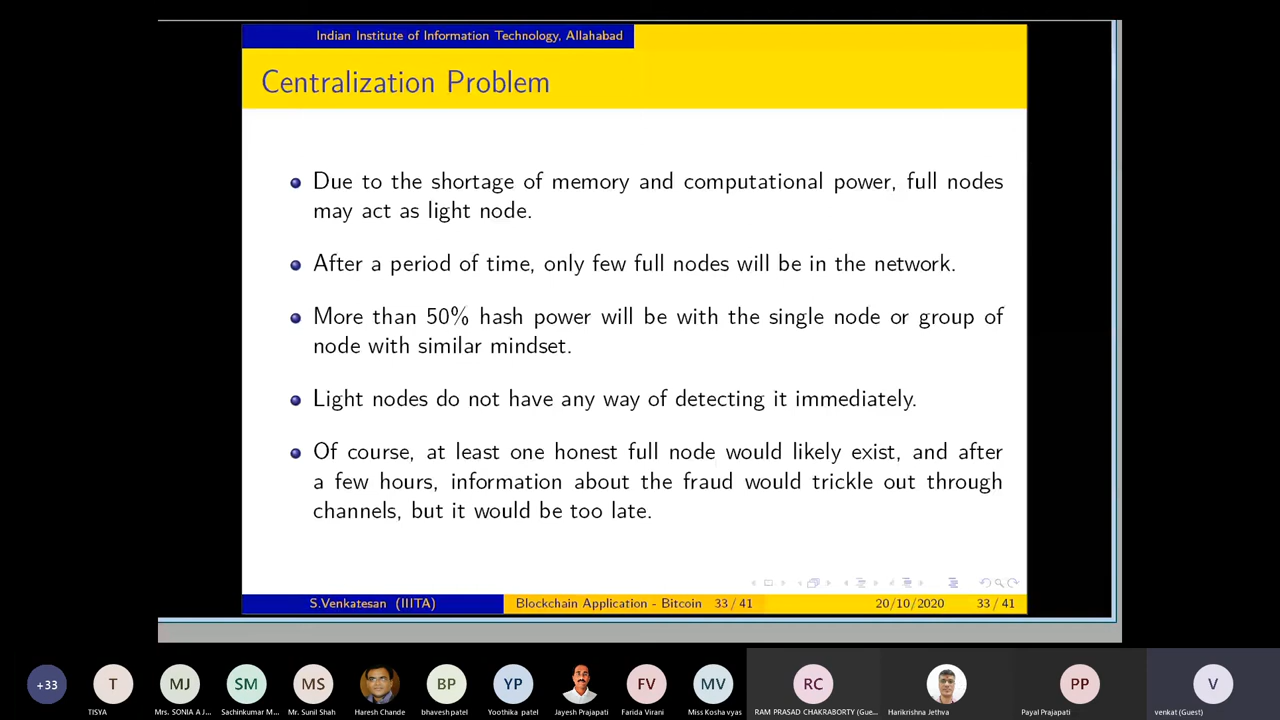 Indian Institute of Information Technology, Allahabad
Centralization Problem
Due to the shortage of memory and computational power, full nodes
may act as light node.
After a period of time, only few full nodes will be in the network.
More than 50% hash power will be with the single node or group of
node with similar mindset.
Light nodes do not have any way of detecting it immediately.
Of course, at least one honest full node would likely exist, and after
a few hours, information about the fraud would trickle out through
channels, but it would be too late.
S.Venkatesan (IIITA) Blockchain Application - Bitcoin 33 / 41 20/10/2020 33 / 41
+33 T MJ SM MS BP YP FV MV RC PP V
TISYA Mrs. SONIA A J... Sachinkumar M... Mr. Sunil Shah Haresh Chande bhavesh patel Yoothika patel Jayesh Prajapati Farida Virani Miss Kosha vyas RAM PRASAD CHAKRABORTY (Gue... Harikrishna Jethva Payal Prajapati venkat (Guest)